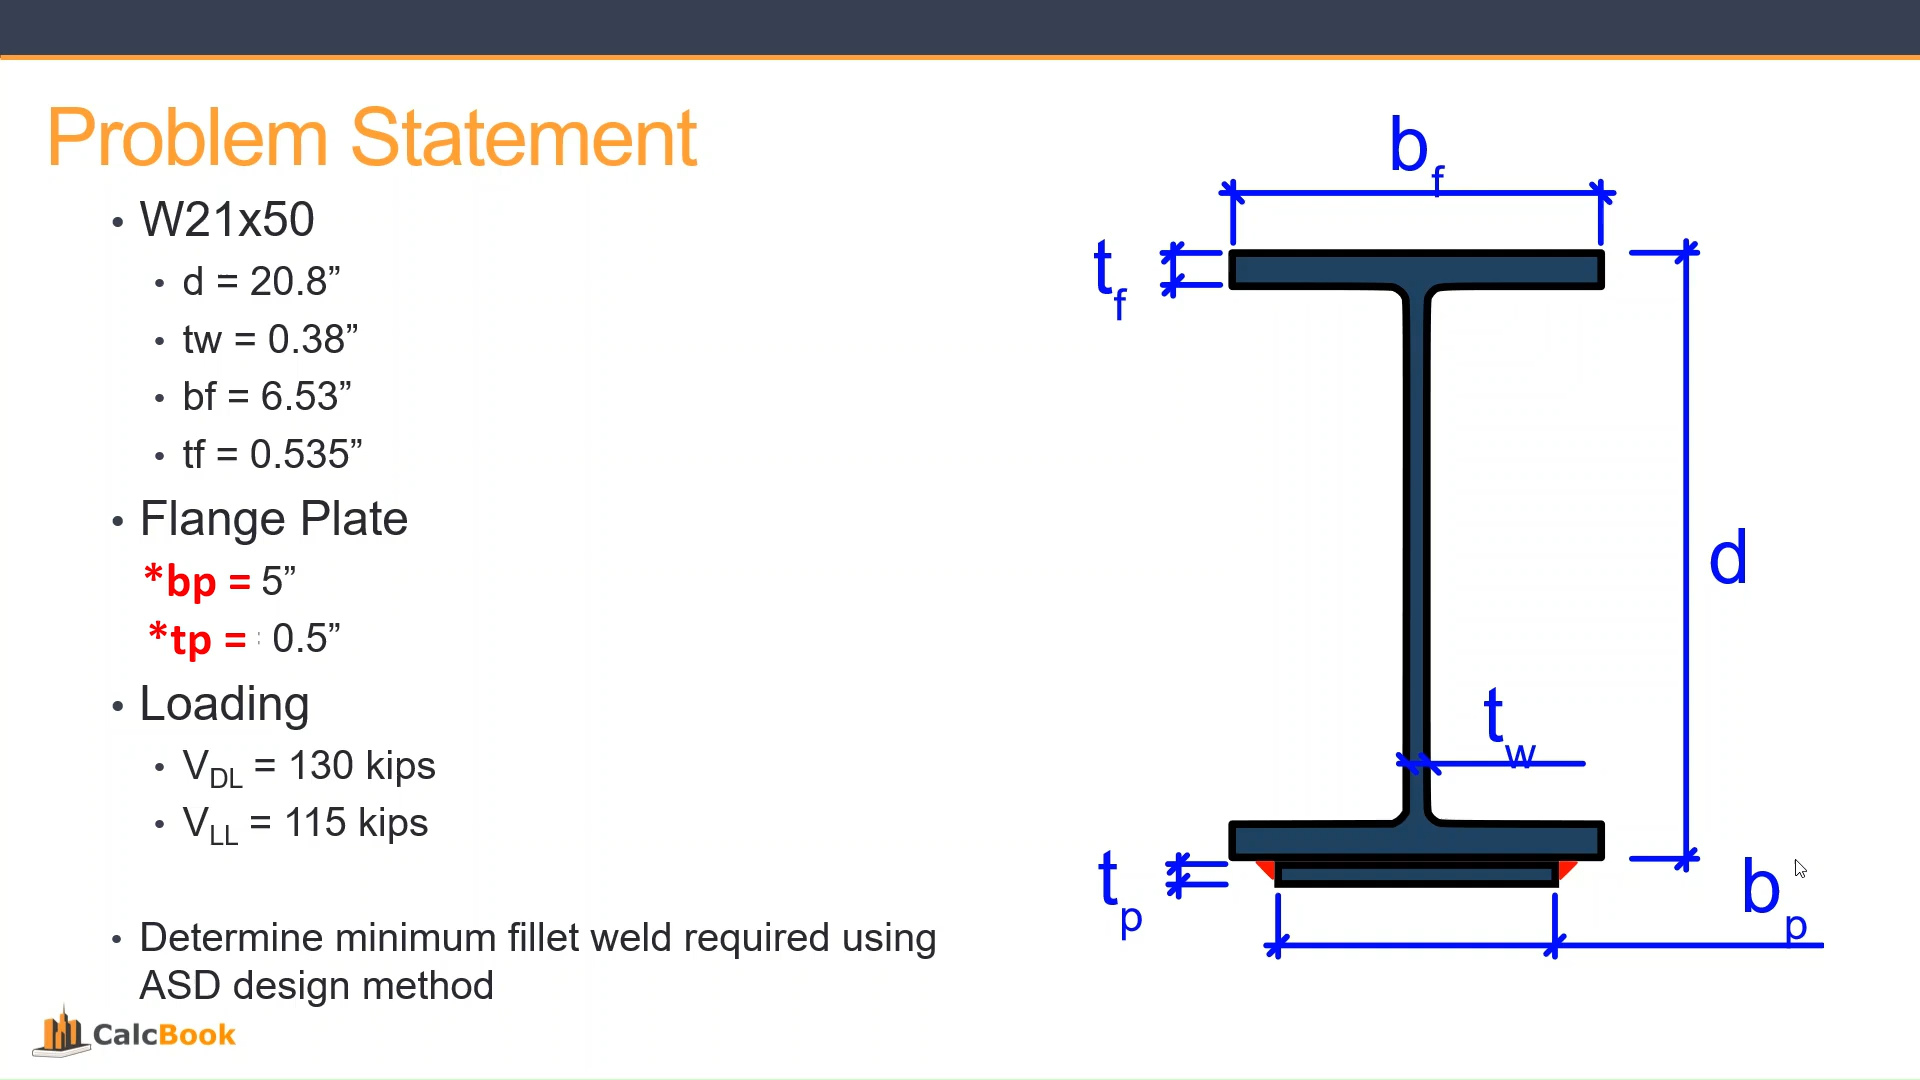 Problem Statement
• W21x50
• d = 20.8”
• tw = 0.38”
• bf = 6.53”
• tf = 0.535”
• Flange Plate
*bp = 5”
*tp = 0.5”
• Loading
• VDL = 130 kips
• VLL = 115 kips
• Determine minimum fillet weld required using
ASD design method
CalcBook
bf
tf
d
tw
tp
bp